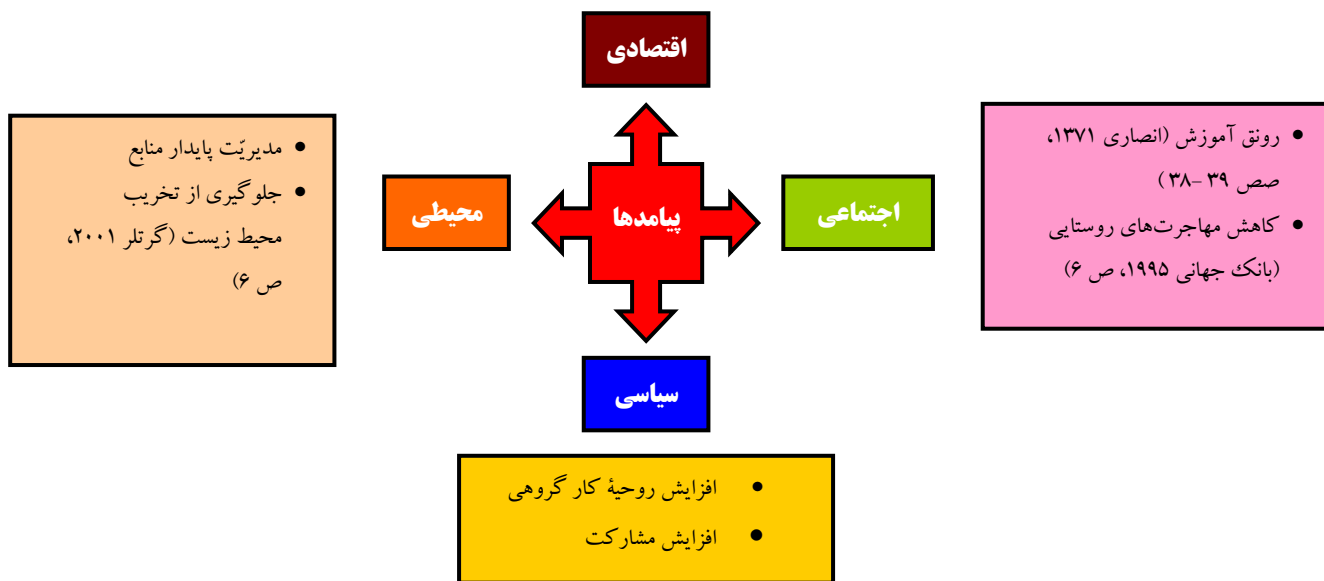 اقتصادی
• رونق آموزش (انصاری ۱۳۷۱،
صص ۳۹ –۳۸)
• کاهش مهاجرت‌های روستایی
(بانک جهانی ۱۹۹۵، ص ۶)
اجتماعی
پیامدها
محیطی
• مدیریّت پایدار منابع
• جلوگیری از تخریب
محیط زیست (گرتلر ۲۰۰۱،
ص ۶)
سیاسی
• افزایش روحیۀ کار گروهی
• افزایش مشارکت